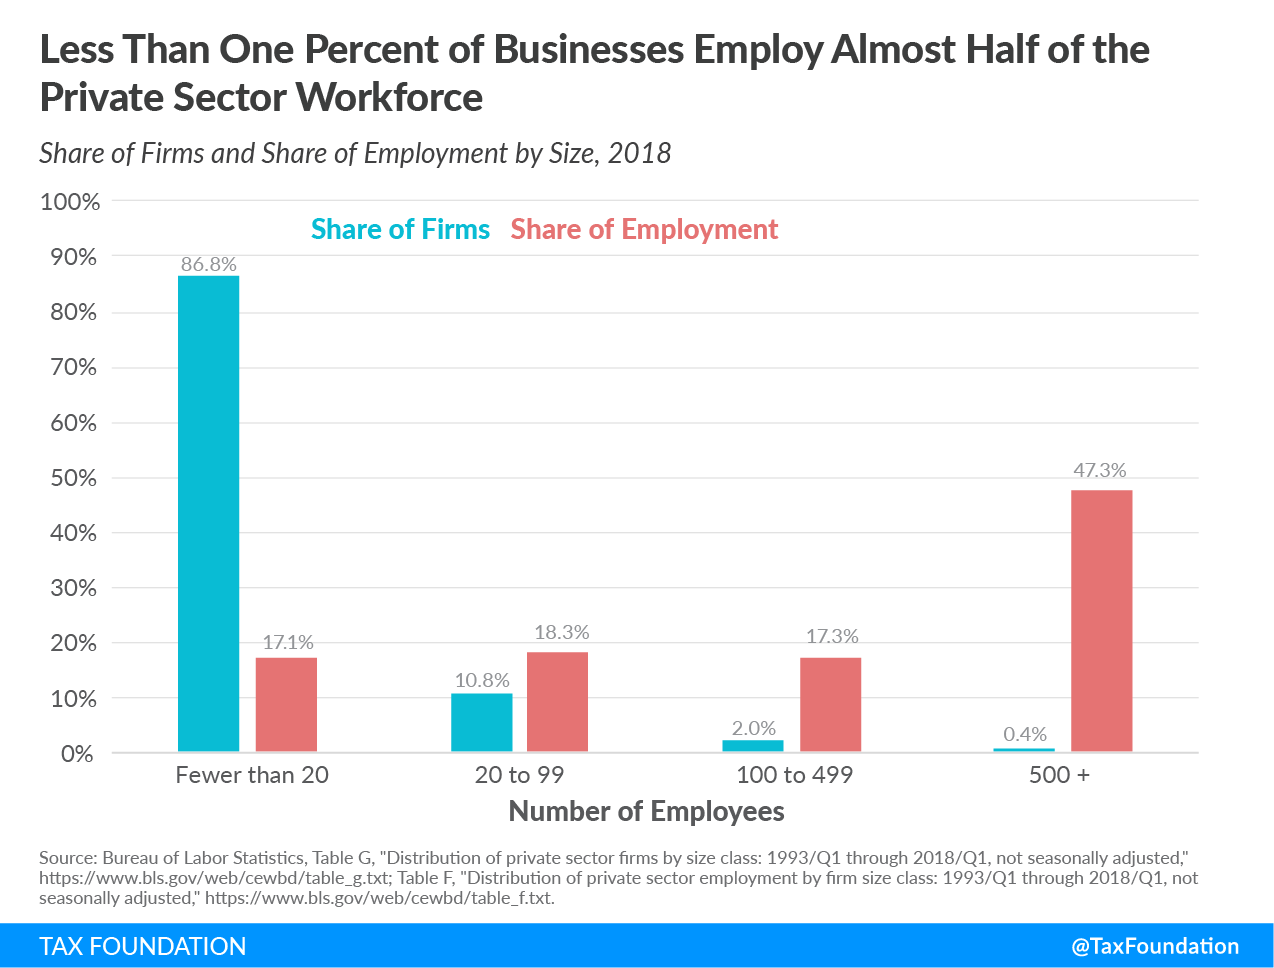 Less Than One Percent of Businesses Employ Almost Half of the
Private Sector Workforce
Share of Firms and Share of Employment by Size, 2018
100%
Share of Firms Share of Employment
90%
86.8%
80%
70%
60%
50%
47.3%
40%
30%
20%
17.1%
18.3%
17.3%
10%
10.8%
2.0%
0.4%
0%
Fewer than 20 20 to 99 100 to 499 500 +
Number of Employees
Source: Bureau of Labor Statistics, Table G, "Distribution of private sector firms by size class: 1993/Q1 through 2018/Q1, not seasonally adjusted,"
https://www.bls.gov/web/cewbd/table_g.txt; Table F, "Distribution of private sector employment by firm size class: 1993/Q1 through 2018/Q1, not
seasonally adjusted," https://www.bls.gov/web/cewbd/table_f.txt.
TAX FOUNDATION @TaxFoundation